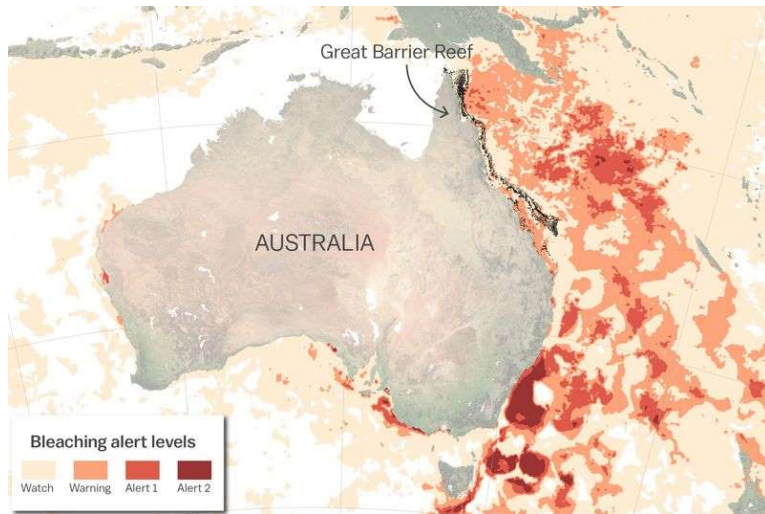 Great Barrier Reef
AUSTRALIA
Bleaching alert levels
Watch Warning Alert 1 Alert 2